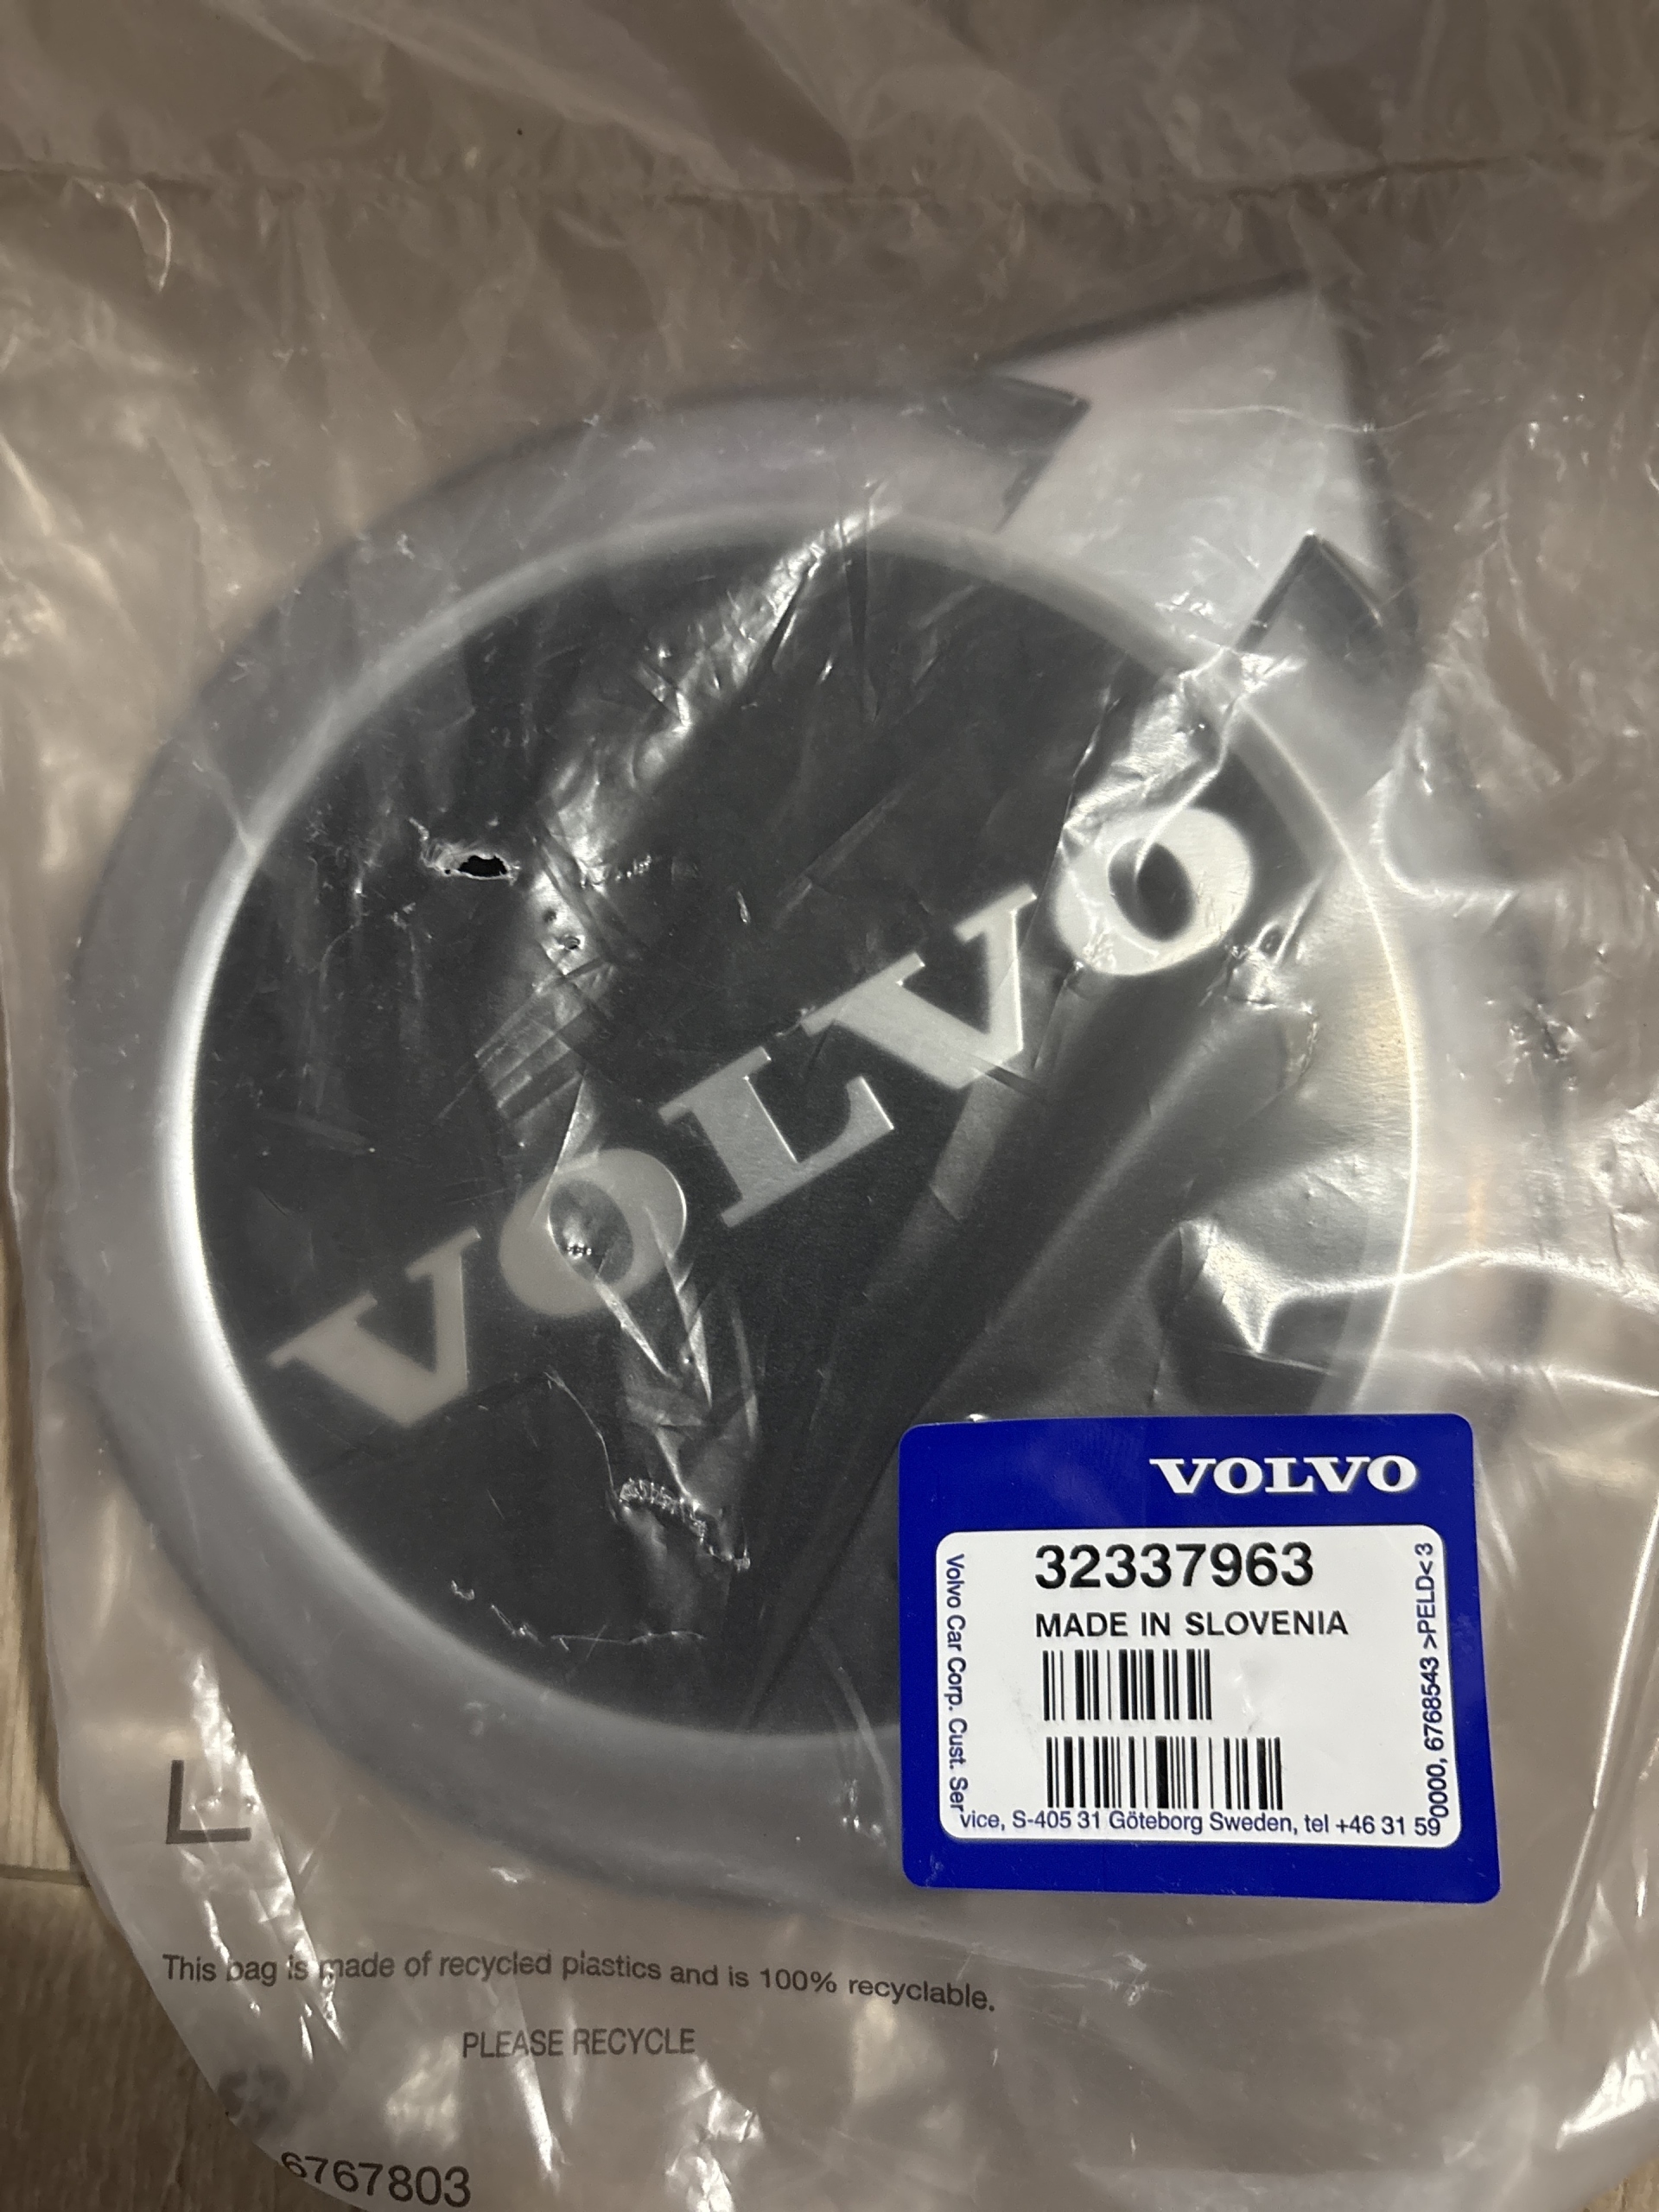 VOLVO
VOLVO
32337963
MADE IN SLOVENIA
Volvo Car Corp. Cust. Service, S-405 31 Göteborg Sweden, tel +46 31 590000, 6768543 >PELD<3
This bag is made of recycled plastics and is 100% recyclable.
PLEASE RECYCLE
6767803